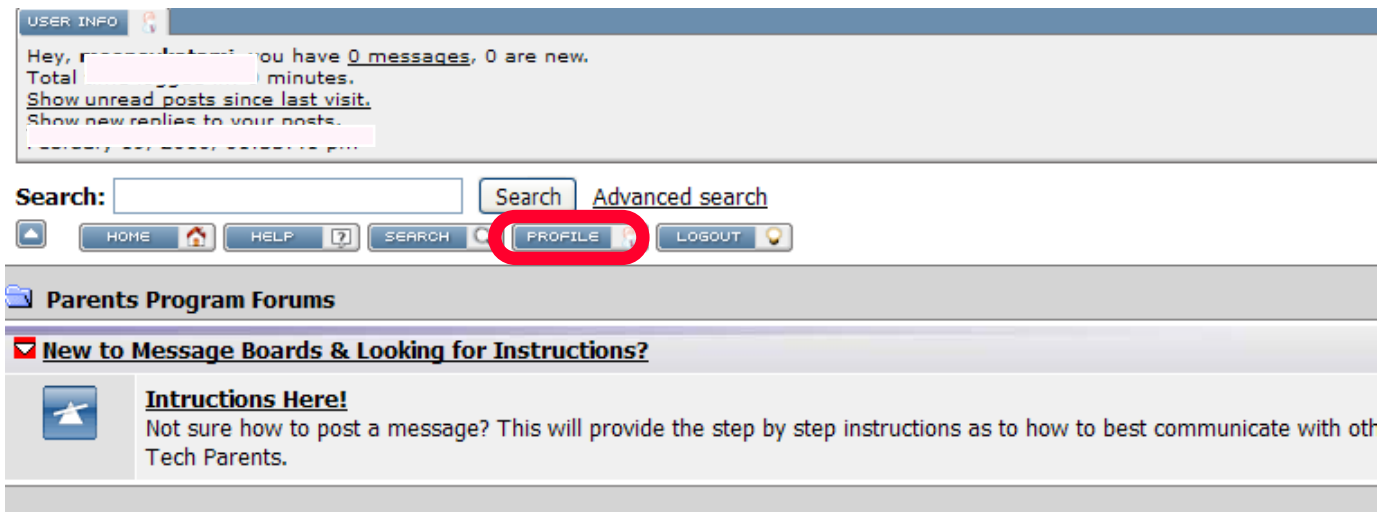 USER INFO
Hey, you have 0 messages, 0 are new.
Total minutes.
Show unread posts since last visit.
Show new replies to your posts.
Search: Search Advanced search
HOME HELP SEARCH PROFILE LOGOUT
Parents Program Forums
New to Message Boards & Looking for Instructions?
Intructions Here!
Not sure how to post a message? This will provide the step by step instructions as to how to best communicate with oth
Tech Parents.